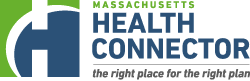 MASSACHUSETTS
HEALTH
CONNECTOR
the right place for the right plan